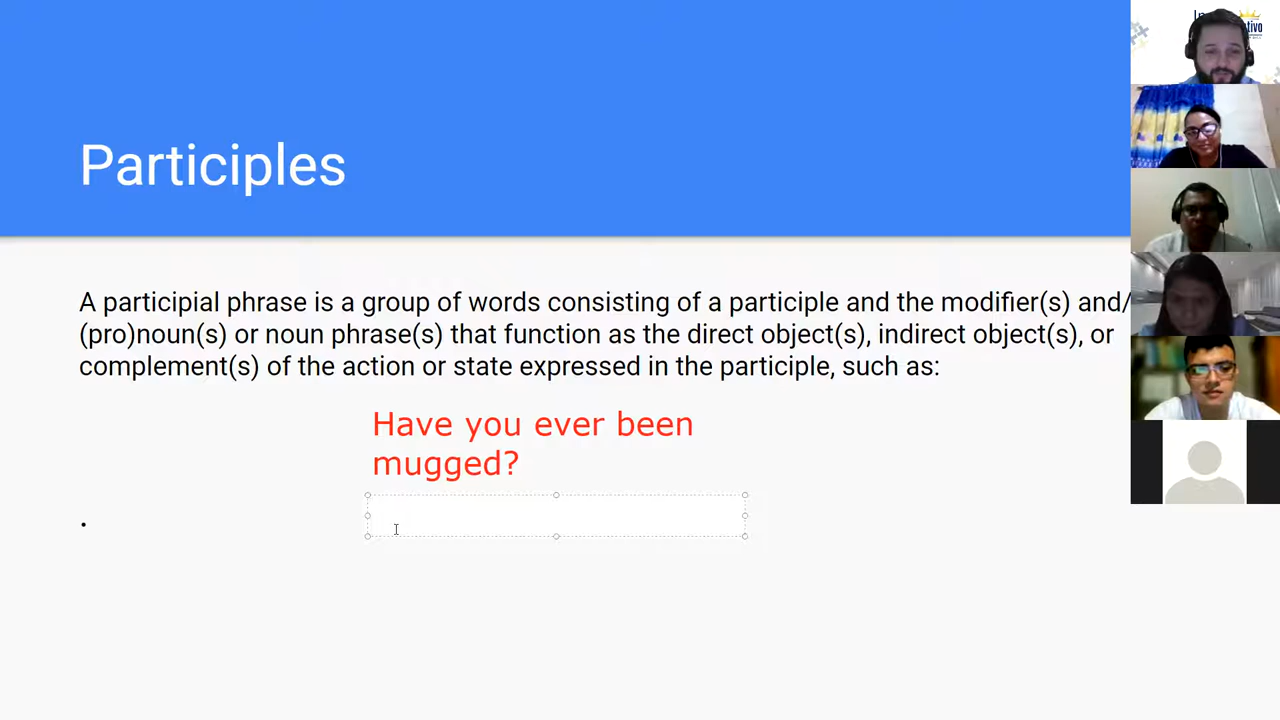 Participles
A participial phrase is a group of words consisting of a participle and the modifier(s) and/
(pro)noun(s) or noun phrase(s) that function as the direct object(s), indirect object(s), or
complement(s) of the action or state expressed in the participle, such as:
Have you ever been
mugged?
.